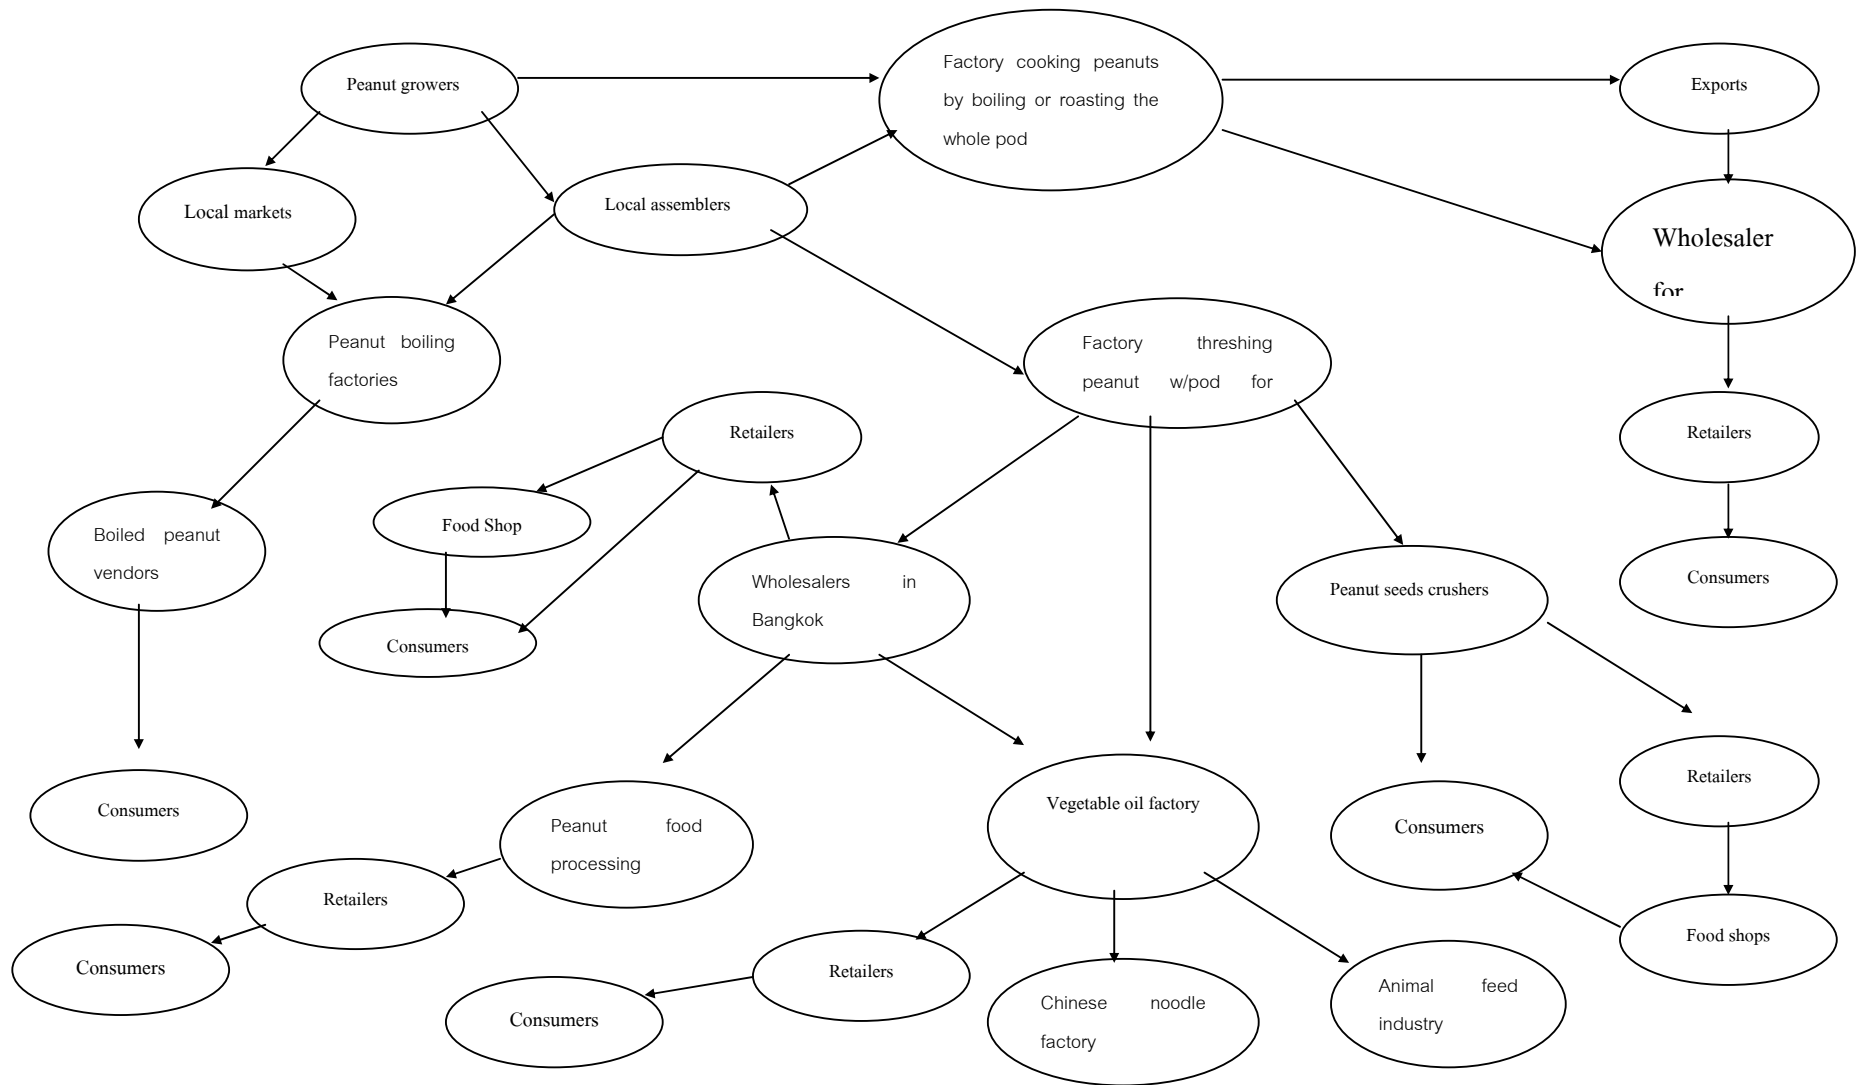 Peanut growers
Factory cooking peanuts
by boiling or roasting the
whole pod
Exports
Local markets
Local assemblers
Wholesaler
for
Peanut boiling
factories
Factory threshing
peanut w/pod for
Retailers
Retailers
Food Shop
Boiled peanut
vendors
Wholesalers in
Bangkok
Peanut seeds crushers
Consumers
Consumers
Consumers
Peanut food
processing
Vegetable oil factory
Retailers
Consumers
Retailers
Consumers
Food shops
Retailers
Consumers
Chinese noodle
factory
Animal feed
industry